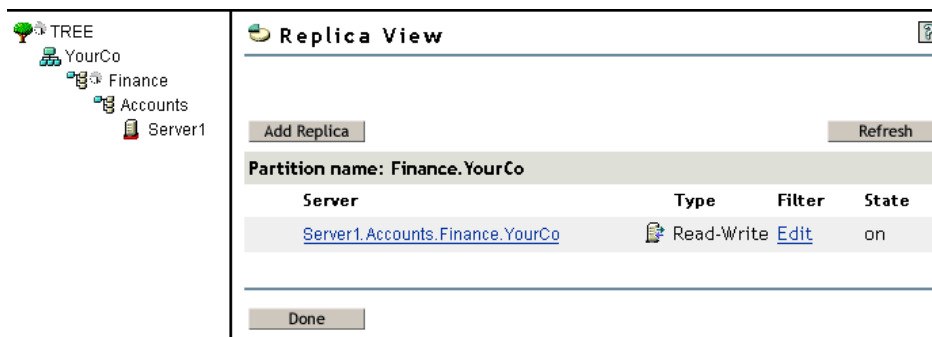 TREE
YourCo
Finance
Accounts
Server1
Replica View
?
Add Replica
Refresh
Partition name: Finance.YourCo
Server Type Filter State
Server1.Accounts.Finance.YourCo Read-Write Edit on
Done